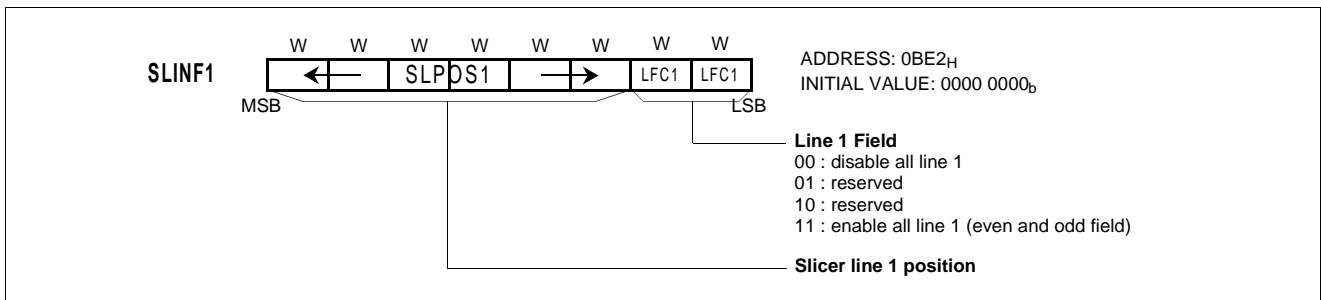 W W W W W W W W
SLINF1 SLPOS1 LFC1 LFC1
ADDRESS: 0BE2H
INITIAL VALUE: 0000 0000b
MSB LSB
Line 1 Field
00 : disable all line 1
01 : reserved
10 : reserved
11 : enable all line 1 (even and odd field)
Slicer line 1 position